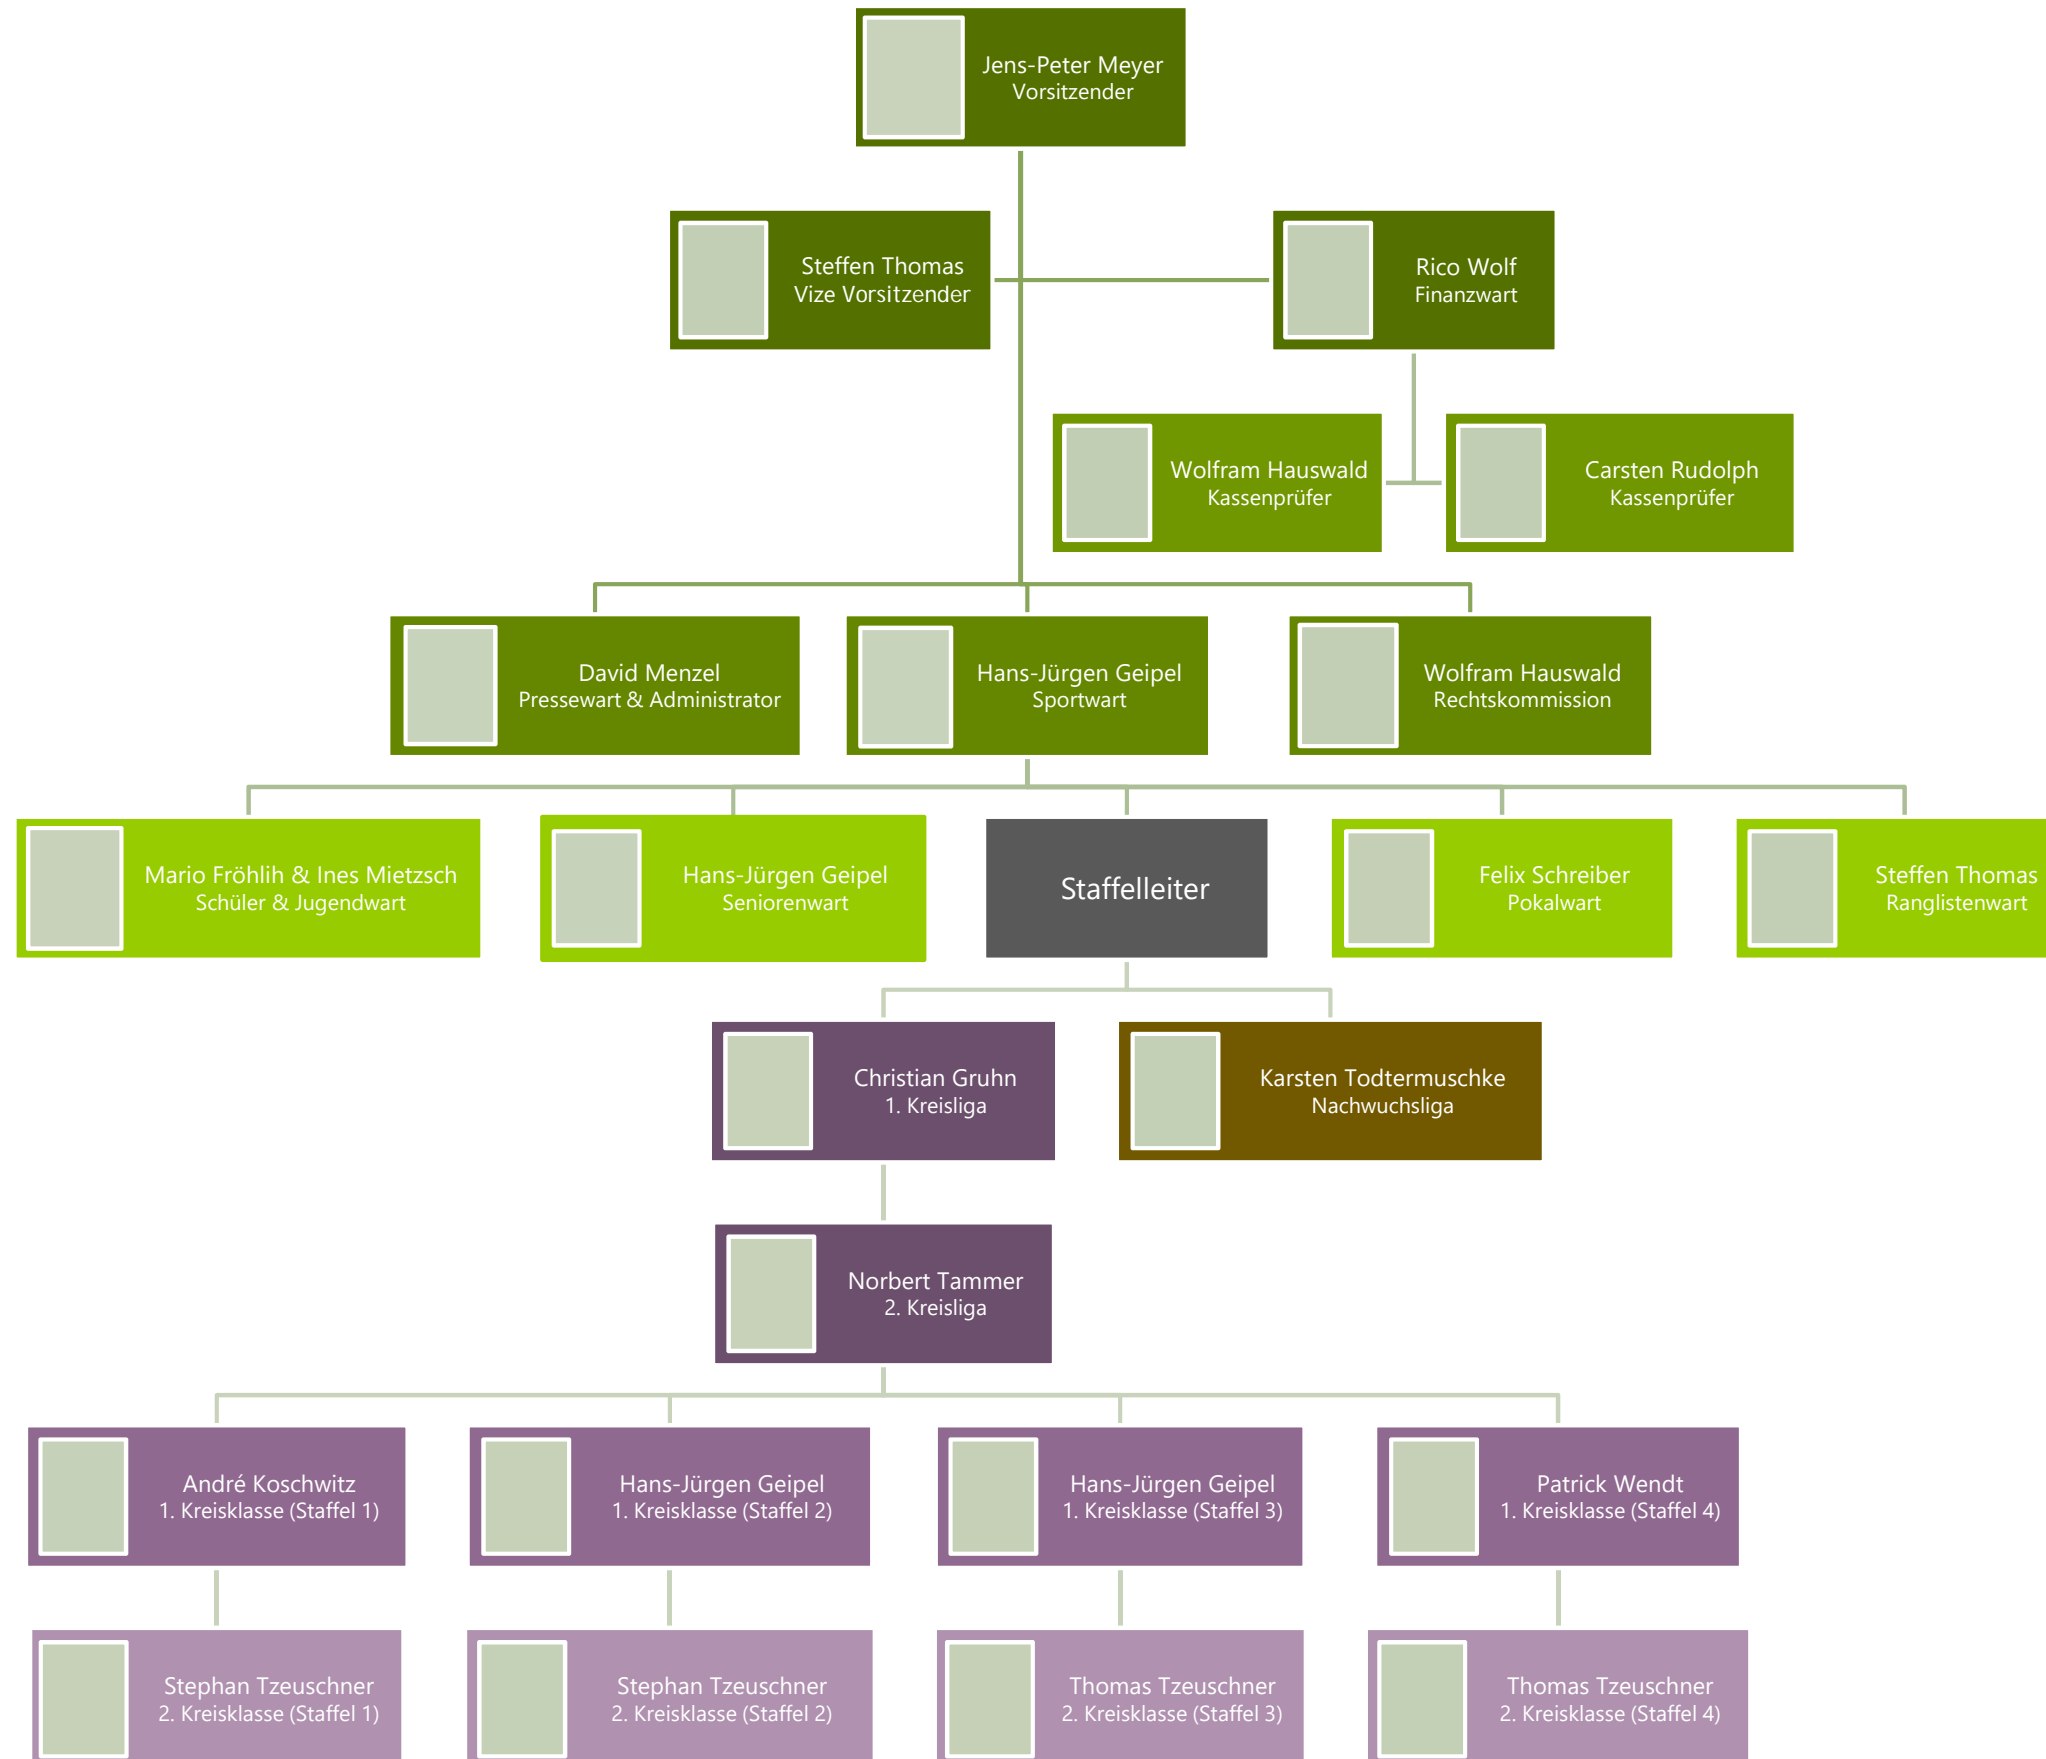 Jens-Peter Meyer
Vorsitzender
Steffen Thomas
Vize Vorsitzender
Rico Wolf
Finanzwart
Wolfram Hauswald
Kassenprüfer
Carsten Rudolph
Kassenprüfer
David Menzel
Pressewart & Administrator
Hans-Jürgen Geipel
Sportwart
Wolfram Hauswald
Rechtskommission
Mario Fröhlih & Ines Mietzsch
Schüler & Jugendwart
Hans-Jürgen Geipel
Seniorenwart
Staffelleiter
Felix Schreiber
Pokalwart
Steffen Thomas
Ranglistenwart
Christian Gruhn
1. Kreisliga
Karsten Todtermuschke
Nachwuchsliga
Norbert Tammer
2. Kreisliga
André Koschwitz
1. Kreisklasse (Staffel 1)
Hans-Jürgen Geipel
1. Kreisklasse (Staffel 2)
Hans-Jürgen Geipel
1. Kreisklasse (Staffel 3)
Patrick Wendt
1. Kreisklasse (Staffel 4)
Stephan Tzeuschner
2. Kreisklasse (Staffel 1)
Stephan Tzeuschner
2. Kreisklasse (Staffel 2)
Thomas Tzeuschner
2. Kreisklasse (Staffel 3)
Thomas Tzeuschner
2. Kreisklasse (Staffel 4)